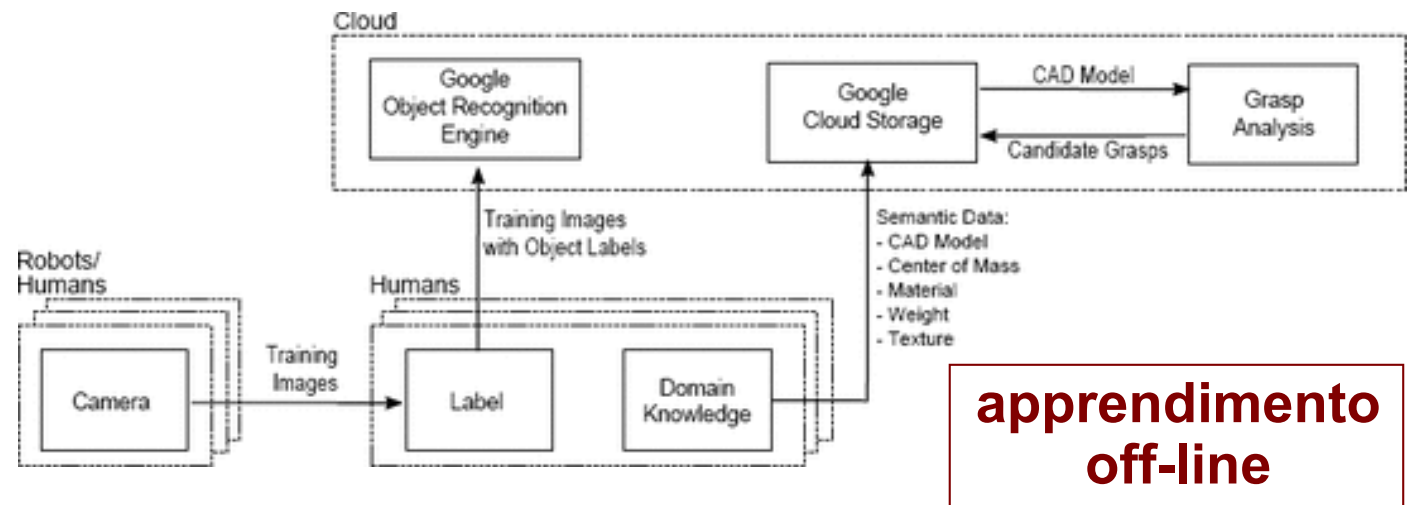 Cloud
Google
Object Recognition
Engine
Google
Cloud Storage
CAD Model
Candidate Grasps
Grasp
Analysis
Training Images
with Object Labels
Semantic Data:
- CAD Model
- Center of Mass
- Material
- Weight
- Texture
Robots/
Humans
Camera
Training
Images
Humans
Label
Domain
Knowledge
apprendimento
off-line